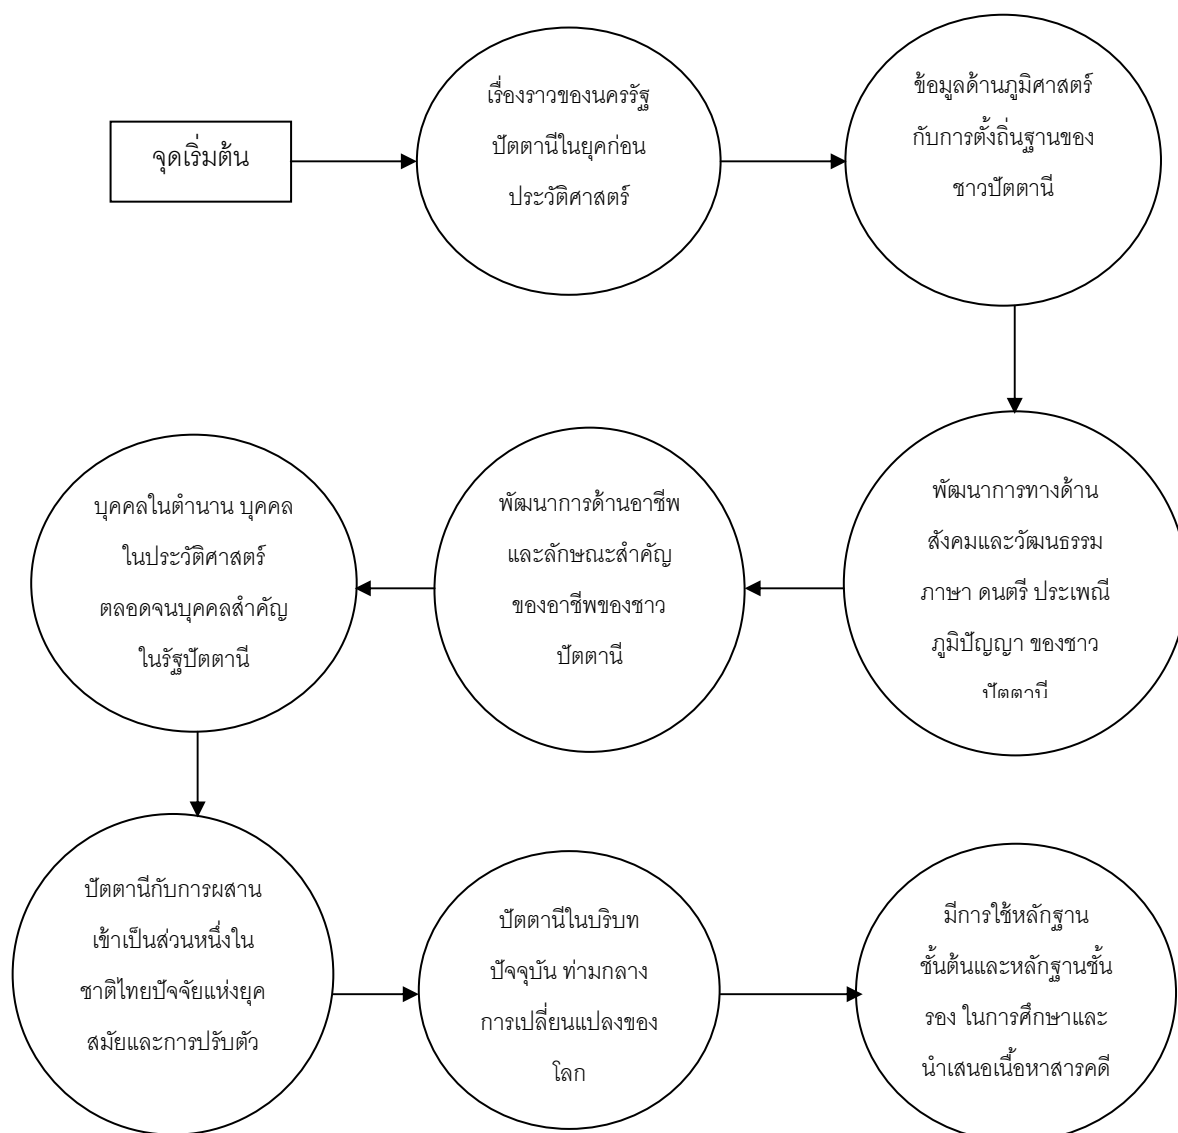 จุดเริ่มต้น
เรื่องราวของนครรัฐ
ปัตตานีในยุคก่อน
ประวัติศาสตร์
ข้อมูลด้านภูมิศาสตร์
กับการตั้งถิ่นฐานของ
ชาวปัตตานี
พัฒนาการทางด้าน
สังคมและวัฒนธรรม
ภาษา ดนตรี ประเพณี
ภูมิปัญญา ของชาว
ปัตตานี
พัฒนาการด้านอาชีพ
และลักษณะสำคัญ
ของอาชีพของชาว
ปัตตานี
บุคคลในตำนาน บุคคล
ในประวัติศาสตร์
ตลอดจนบุคคลสำคัญ
ในรัฐปัตตานี
ปัตตานีกับการผสาน
เข้าเป็นส่วนหนึ่งใน
ชาติไทยปัจจัยแห่งยุค
สมัยและการปรับตัว
ปัตตานีในบริบท
ปัจจุบัน ท่ามกลาง
การเปลี่ยนแปลงของ
โลก
มีการใช้หลักฐาน
ชั้นต้นและหลักฐานชั้น
รอง ในการศึกษาและ
นำเสนอเนื้อหาสารคดี